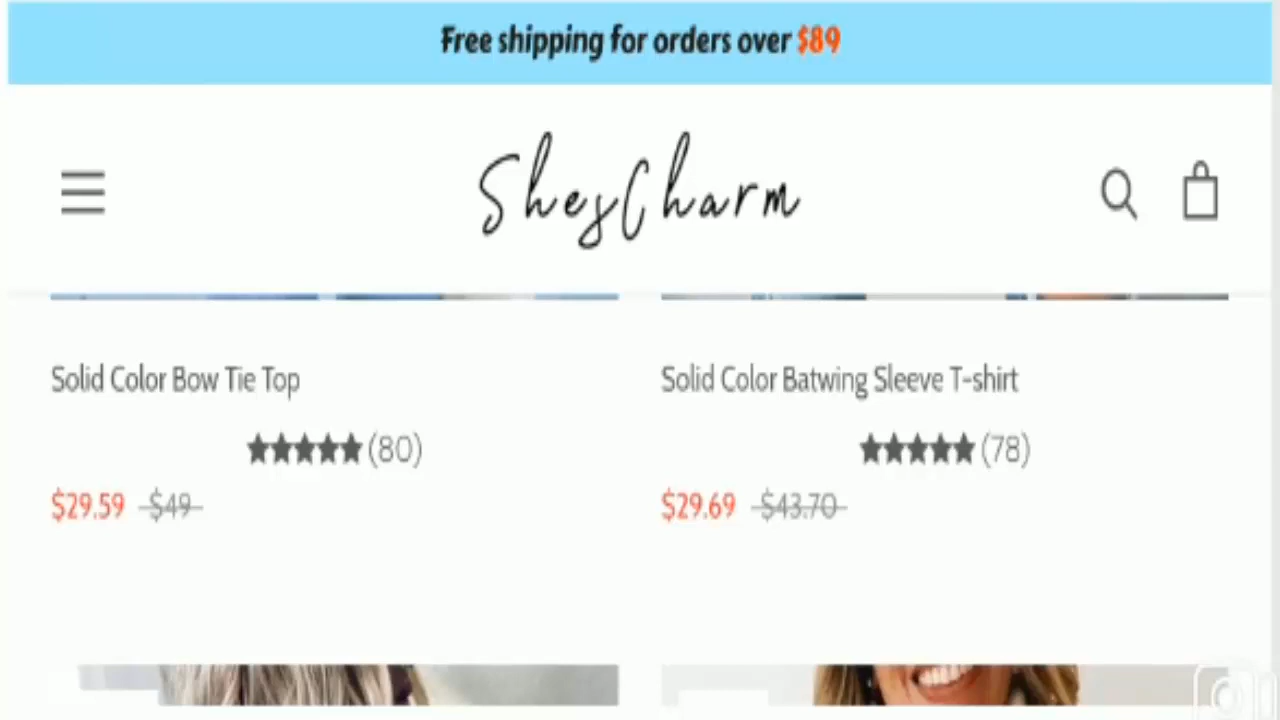 Free shipping for orders over $89
ShesCharm
Solid Color Bow Tie Top
Solid Color Batwing Sleeve T-shirt
(80)
(78)
$29.59 $49
$29.69 $43.70